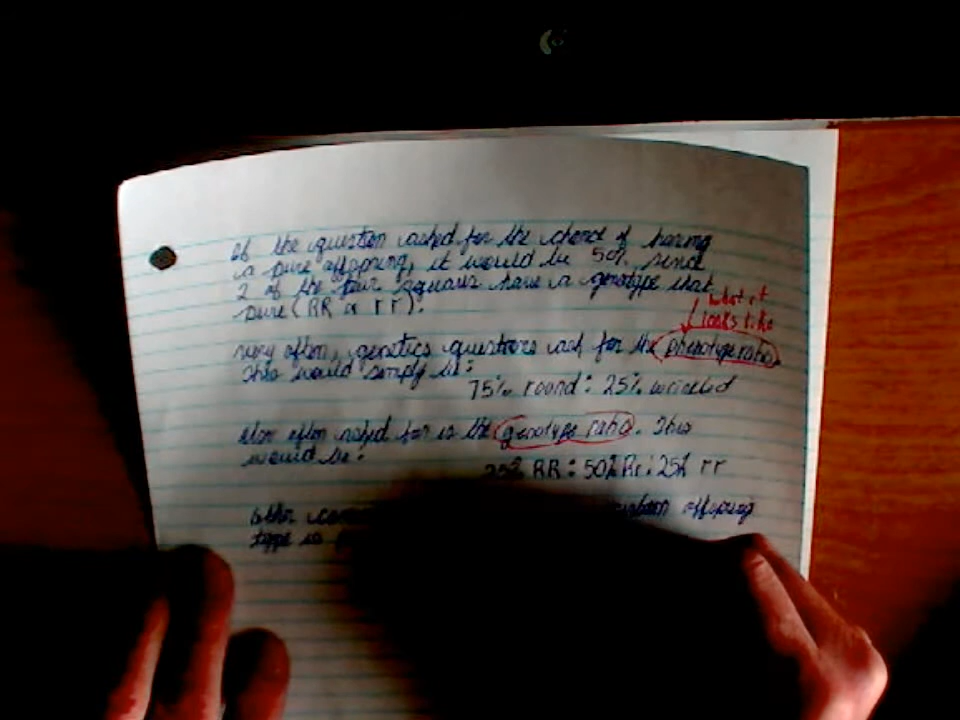 If the question asked for the chance of having
a pure offspring, it would be 50% since
2 of the four squares have a genotype that
pure (RR or rr).
what it
looks like
very often, genetics questions ask for the phenotype ratio
This would simply be:
75% round : 25% wrinkled
Also often asked for is the genotype ratio. This
would be:
25% RR : 50% Rr : 25% rr
offspring
type is